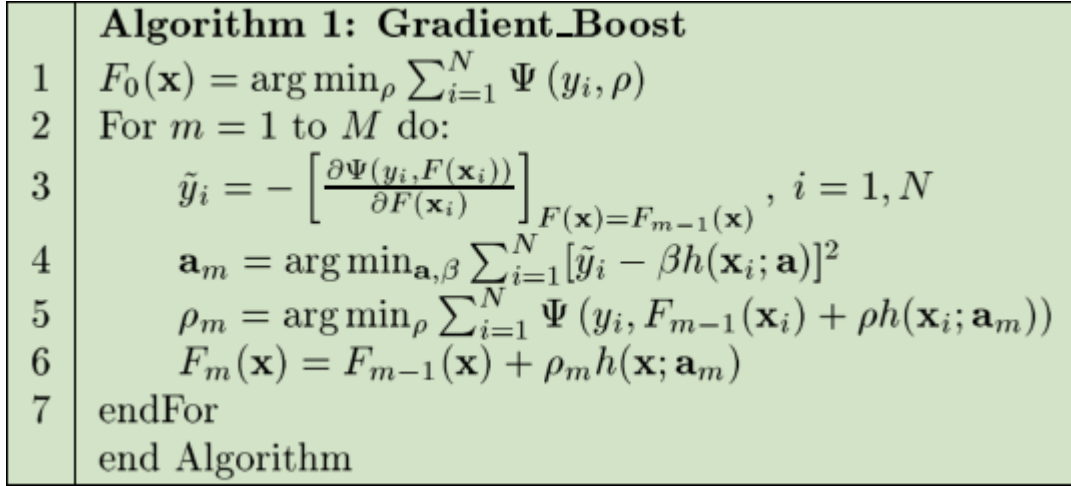 Algorithm 1: Gradient_Boost
1 F₀(𝐱) = arg min_ρ ∑_{i=1}^{N} Ψ (y_i, ρ)
2 For m = 1 to M do:
3 ỹ_i = − [∂Ψ(y_i,F(𝐱_i)) / ∂F(𝐱_i)]_{F(𝐱)=F_{m−1}(𝐱)} , i = 1, N
4 𝐚_m = arg min_{𝐚,β} ∑_{i=1}^{N} [ỹ_i − βh(𝐱_i; 𝐚)]²
5 ρ_m = arg min_ρ ∑_{i=1}^{N} Ψ (y_i, F_{m−1}(𝐱_i) + ρh(𝐱_i; 𝐚_m))
6 F_m(𝐱) = F_{m−1}(𝐱) + ρ_m h(𝐱; 𝐚_m)
7 endFor
end Algorithm